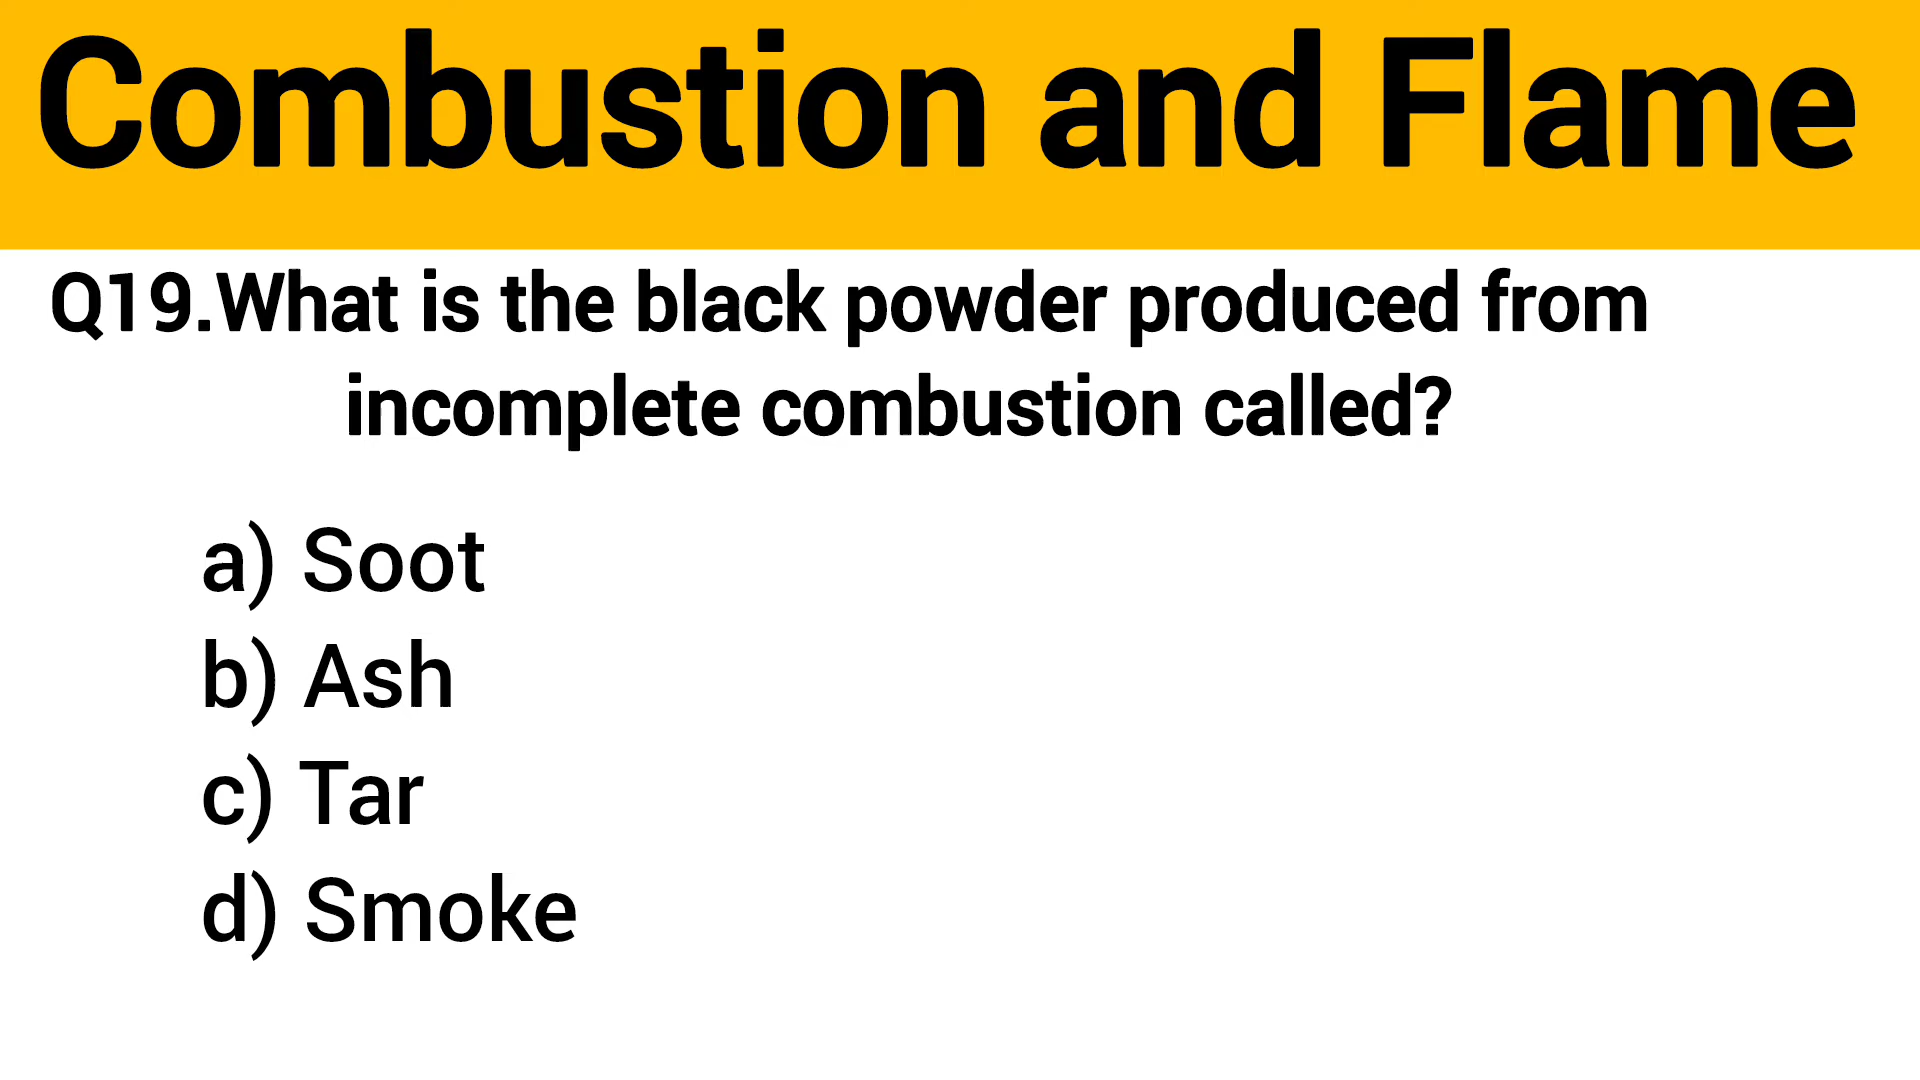 Combustion and Flame
Q19.What is the black powder produced from
incomplete combustion called?
a) Soot
b) Ash
c) Tar
d) Smoke